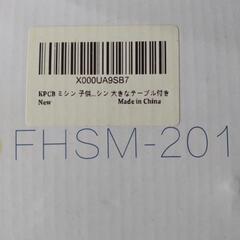 X000UA9SB7
KPCB ミシン 子供...シン 大きなテーブル付き
New Made in China
FHSM-201